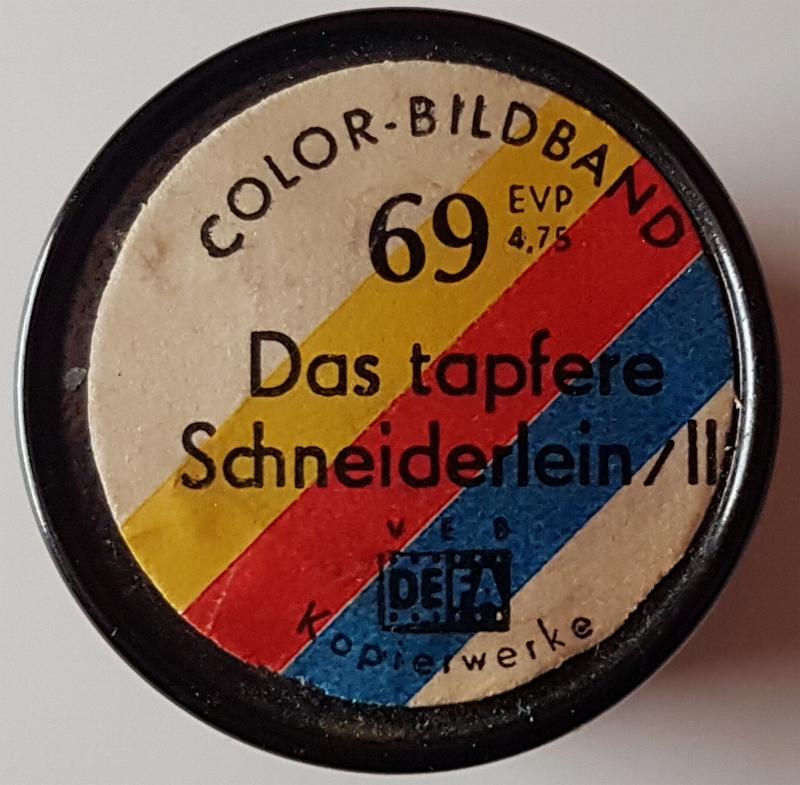 COLOR-BILDBAND
69 EVP
4,75
Das tapfere
Schneiderlein/II
VEB
DEFA
Kopierwerke